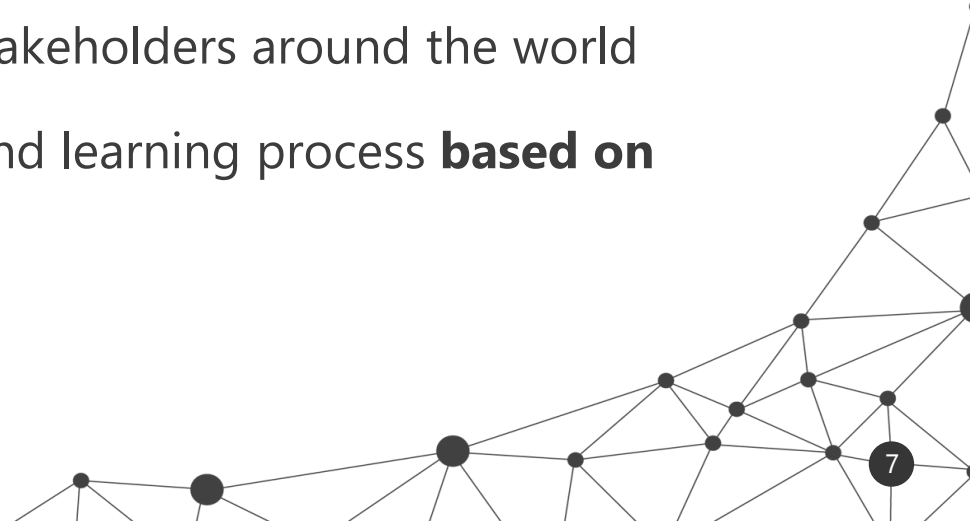 akeholders around the world
nd learning process based on
7